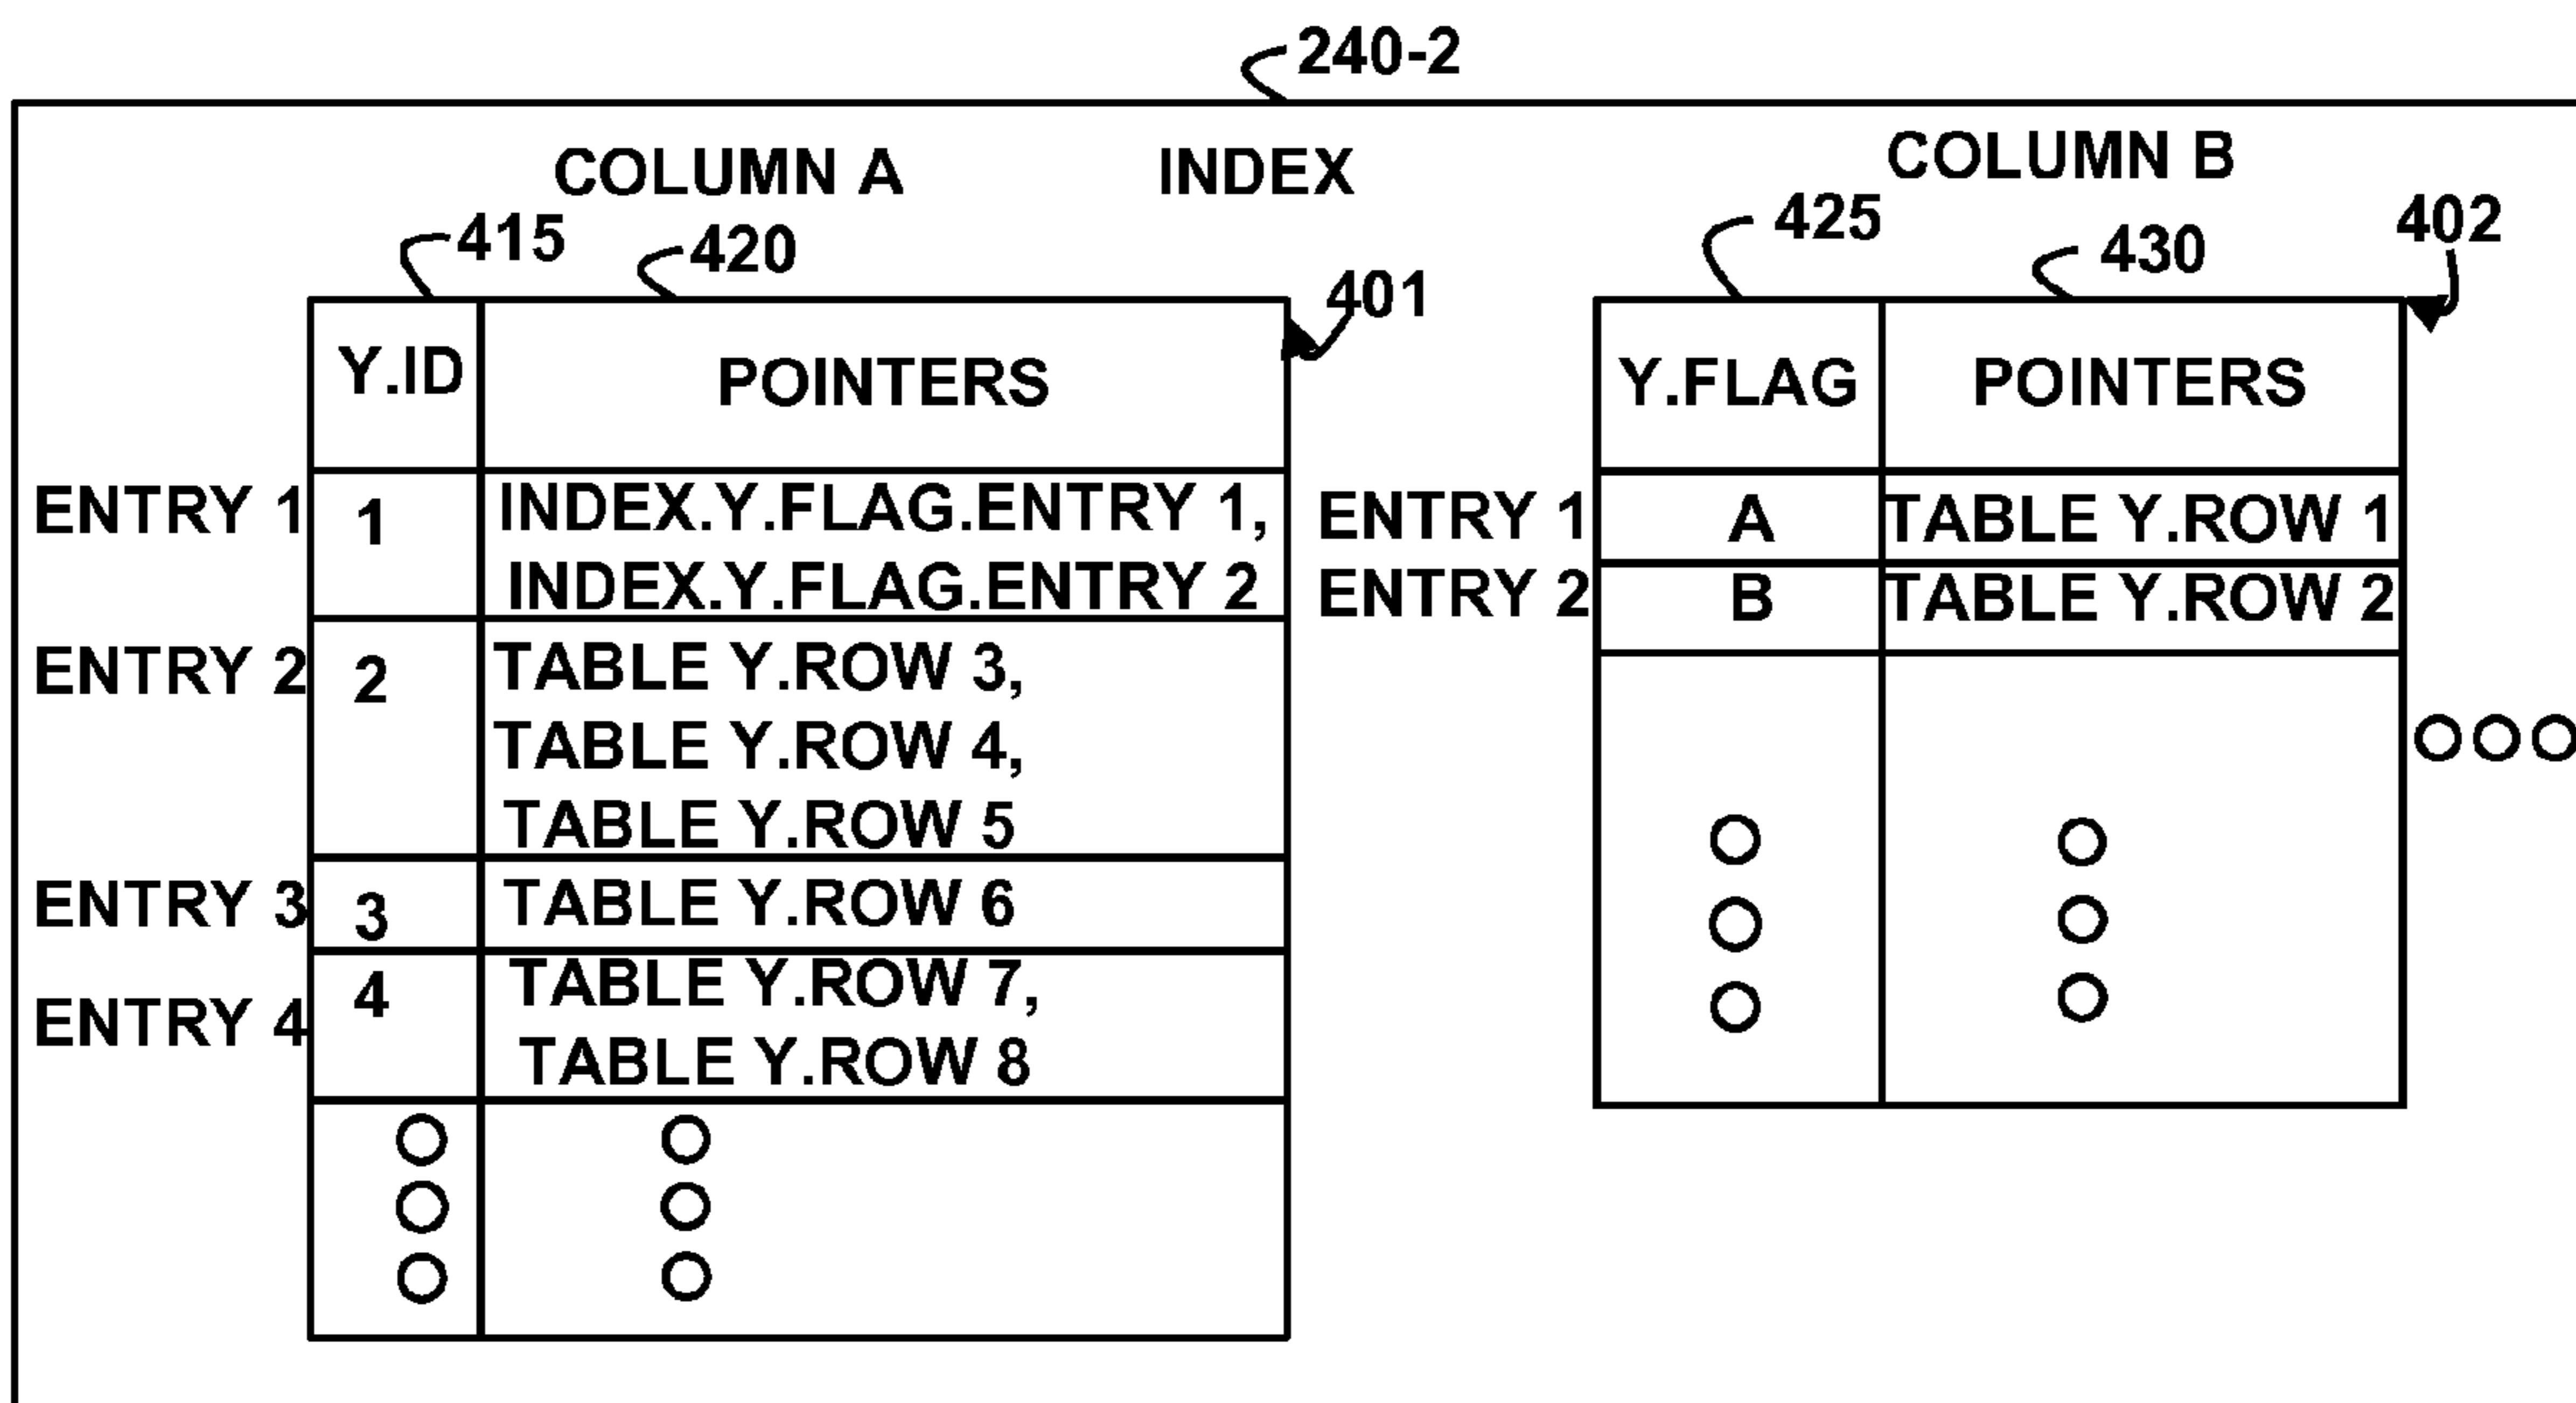 240-2
COLUMN A INDEX COLUMN B
415 420 401 425 430 402
Y.ID POINTERS
ENTRY 1 1 INDEX.Y.FLAG.ENTRY 1,
INDEX.Y.FLAG.ENTRY 2
ENTRY 2 2 TABLE Y.ROW 3,
TABLE Y.ROW 4,
TABLE Y.ROW 5
ENTRY 3 3 TABLE Y.ROW 6
ENTRY 4 4 TABLE Y.ROW 7,
TABLE Y.ROW 8
Y.FLAG POINTERS
ENTRY 1 A TABLE Y.ROW 1
ENTRY 2 B TABLE Y.ROW 2